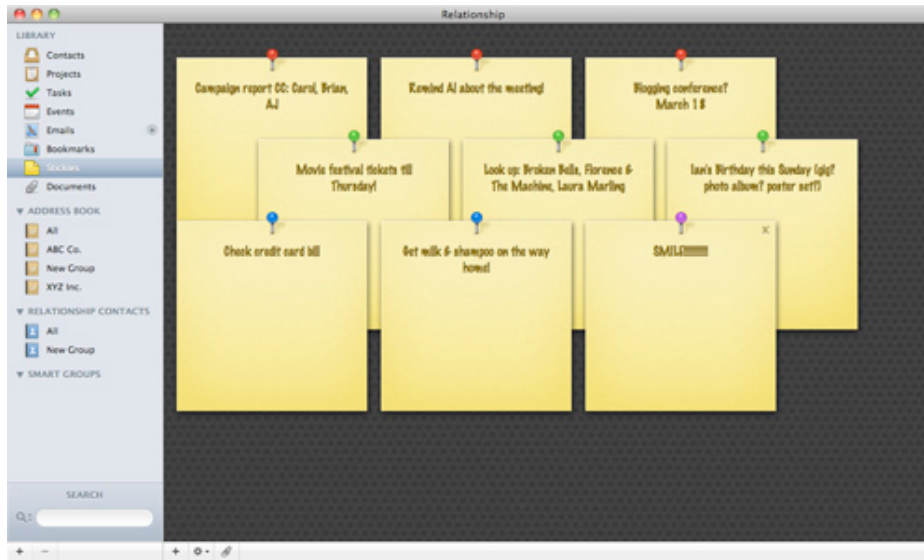 Relationship
LIBRARY
Contacts
Projects
Tasks
Events
Emails
Bookmarks
Stickies
Documents
ADDRESS BOOK
All
ABC Co.
New Group
XYZ Inc.
RELATIONSHIP CONTACTS
All
New Group
SMART GROUPS
SEARCH
Campaign report CC: Carol, Brian,
AJ
Remind Al about the meeting!
Blogging conference?
March 18
Movie festival tickets till
Thursday!
Look up: Broken Bells, Florence &
The Machine, Laura Marling
Ian's Birthday this Sunday (gig?
photo album? poster set?)
Check credit card bill
Get milk & shampoo on the way
home!
X
SMILE!!!!!!!!!